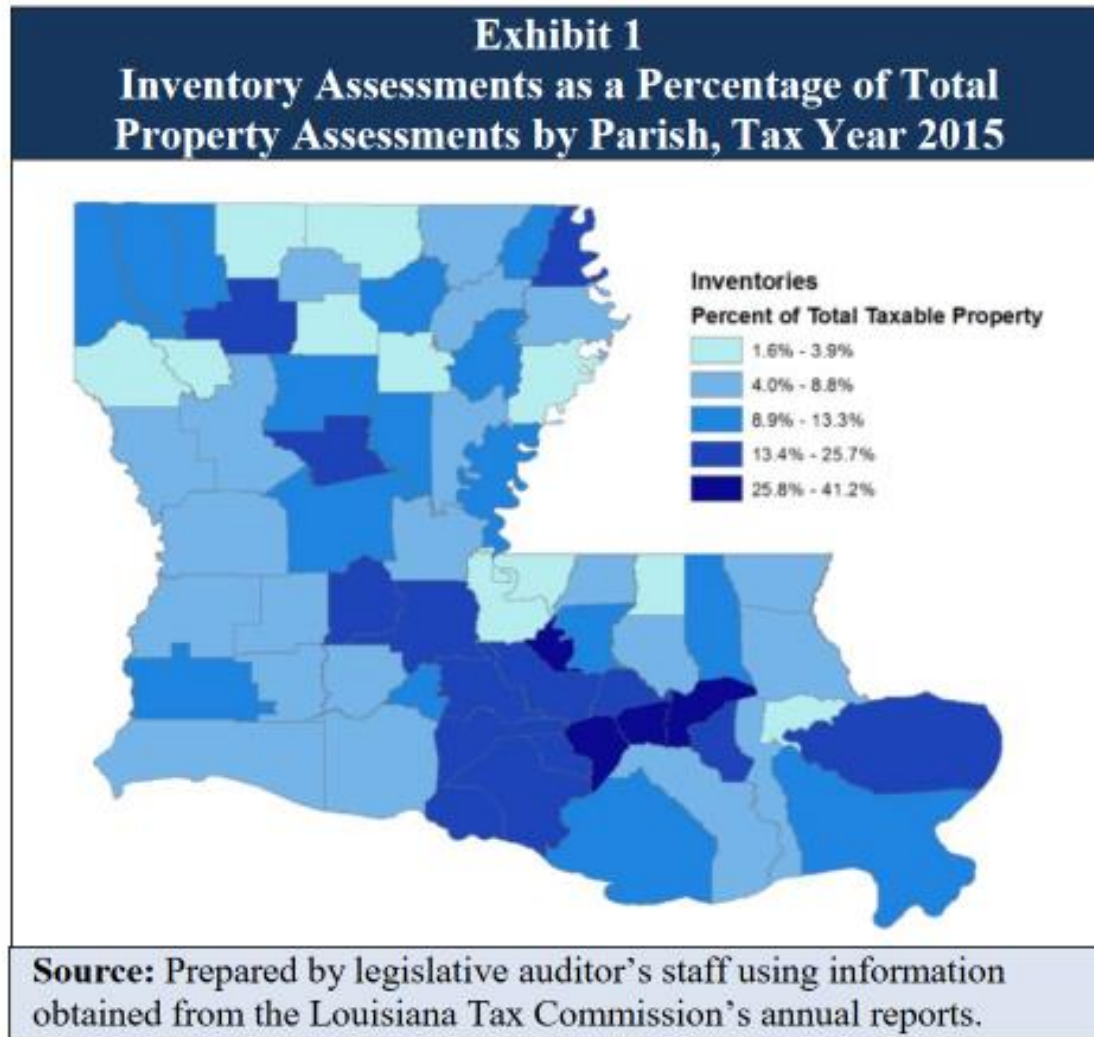 Exhibit 1
Inventory Assessments as a Percentage of Total
Property Assessments by Parish, Tax Year 2015
Inventories
Percent of Total Taxable Property
1.6% - 3.9%
4.0% - 8.8%
8.9% - 13.3%
13.4% - 25.7%
25.8% - 41.2%
Source: Prepared by legislative auditor’s staff using information
obtained from the Louisiana Tax Commission’s annual reports.